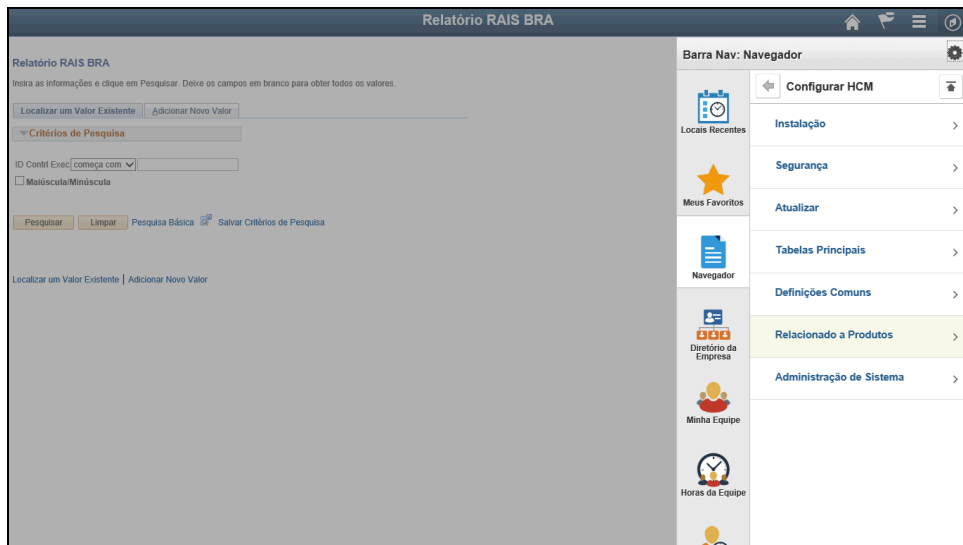 Relatório RAIS BRA
Relatório RAIS BRA
Insira as informações e clique em Pesquisar. Deixe os campos em branco para obter todos os valores.
Localizar um Valor Existente Adicionar Novo Valor
Critérios de Pesquisa
ID Contrl Exec começa com
Maiúscula/Minúscula
Pesquisar Limpar Pesquisa Básica Salvar Critérios de Pesquisa
Localizar um Valor Existente | Adicionar Novo Valor
Barra Nav: Navegador
Locais Recentes
Meus Favoritos
Navegador
Diretório da
Empresa
Minha Equipe
Horas da Equipe
Configurar HCM
Instalação
Segurança
Atualizar
Tabelas Principais
Definições Comuns
Relacionado a Produtos
Administração de Sistema